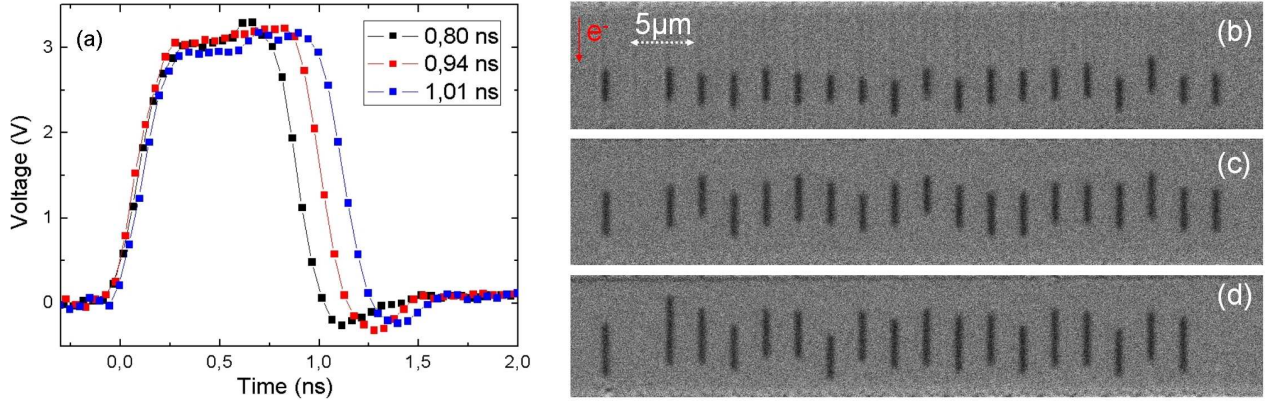 (a)
0,80 ns
0,94 ns
1,01 ns
Voltage (V)
3
2
1
0
0,0 0,5 1,0 1,5 2,0
Time (ns)
e-
5µm
(b)
(c)
(d)